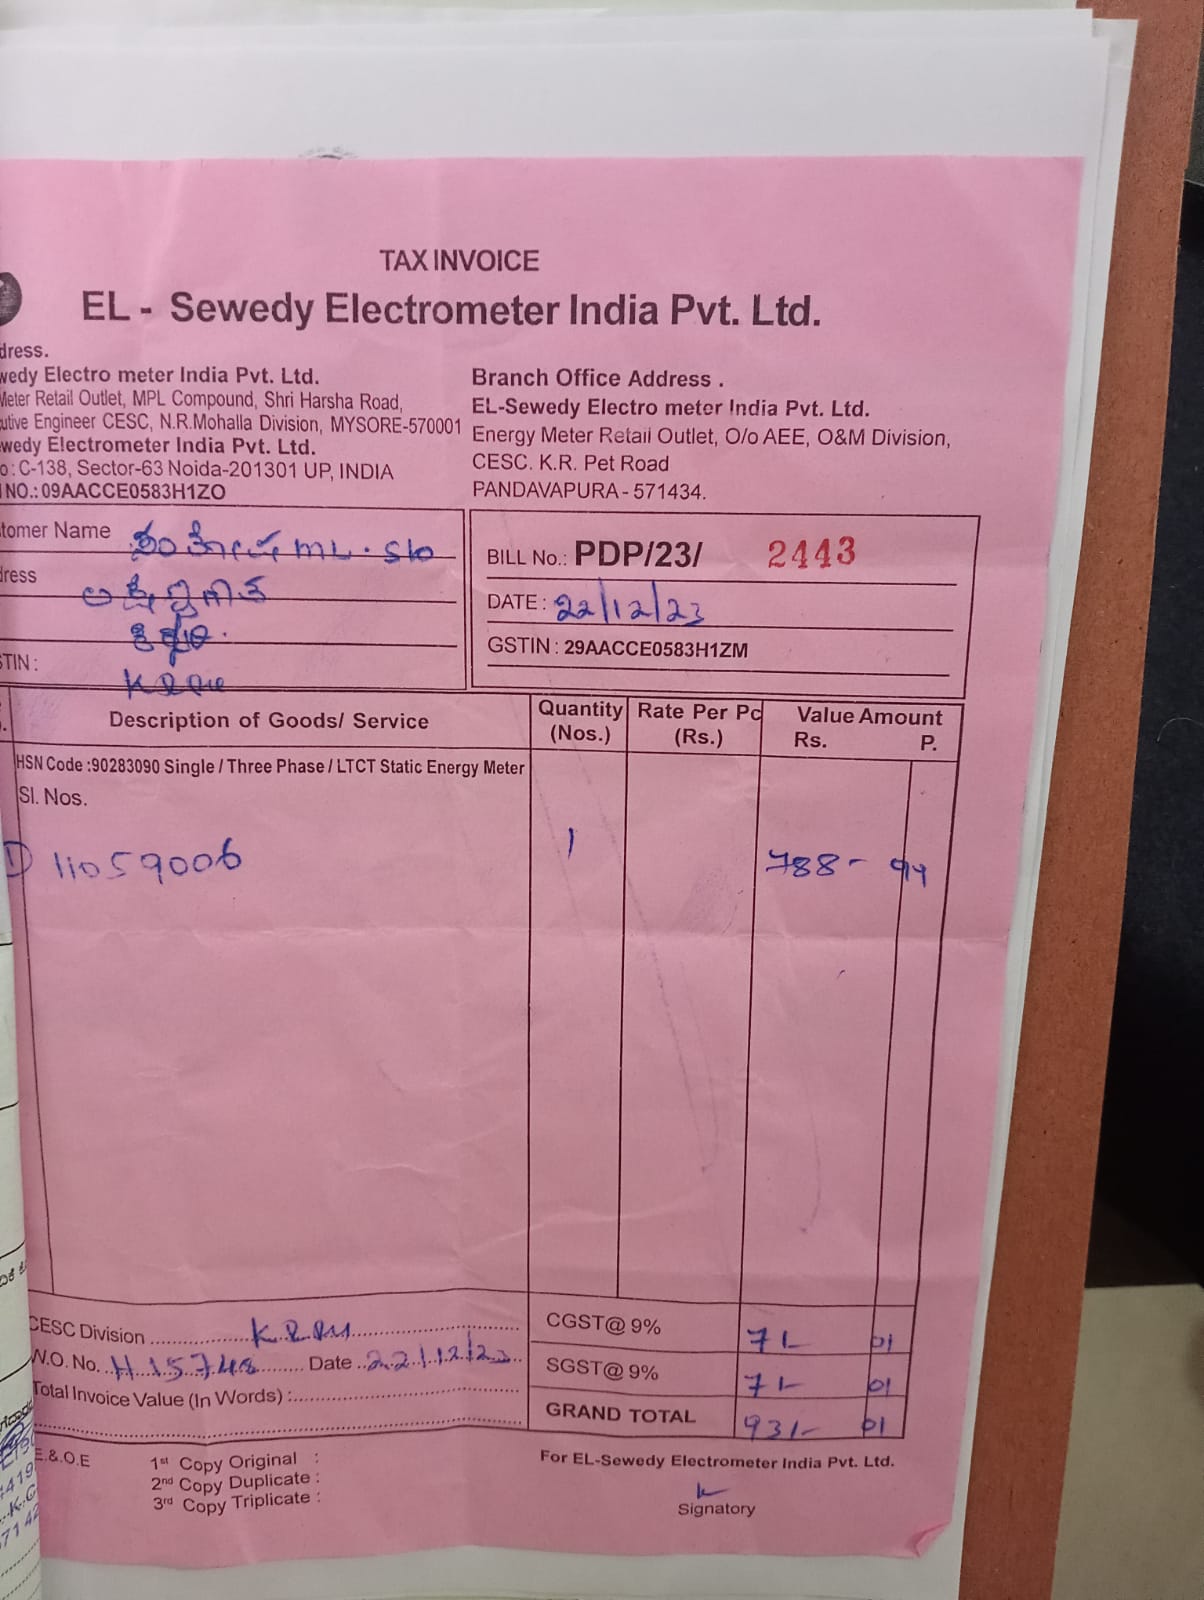 TAX INVOICE
EL - Sewedy Electrometer India Pvt. Ltd.
dress.
wedy Electro meter India Pvt. Ltd.
Meter Retail Outlet, MPL Compound, Shri Harsha Road,
utive Engineer CESC, N.R.Mohalla Division, MYSORE-570001
wedy Electrometer India Pvt. Ltd.
o : C-138, Sector-63 Noida-201301 UP, INDIA
NO.: 09AACCE0583H1ZO
Branch Office Address .
EL-Sewedy Electro meter India Pvt. Ltd.
Energy Meter Retail Outlet, O/o AEE, O&M Division,
CESC. K.R. Pet Road
PANDAVAPURA - 571434.
tomer Name ML. S/o
dress
STIN :
BILL No.: PDP/23/ 2443
DATE : 22/12/23
GSTIN : 29AACCE0583H1ZM
Description of Goods/ Service
Quantity (Nos.)
Rate Per Pc (Rs.)
Value Amount
Rs. P.
HSN Code :90283090 Single / Three Phase / LTCT Static Energy Meter
Sl. Nos.
1) 11059006 1 788- 94
CESC Division
W.O. No. H15748 Date 22/12/23
Total Invoice Value (In Words) :
CGST@ 9% 71- 01
SGST@ 9% 71- 01
GRAND TOTAL 931- 01
E.&.O.E
1st Copy Original :
2nd Copy Duplicate :
3rd Copy Triplicate :
For EL-Sewedy Electrometer India Pvt. Ltd.
Signatory